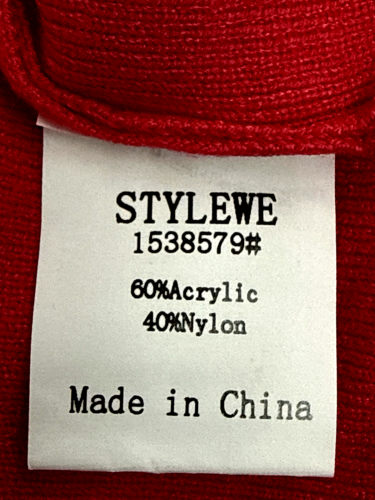 STYLEWE
1538579#
60%Acrylic
40%Nylon
Made in China